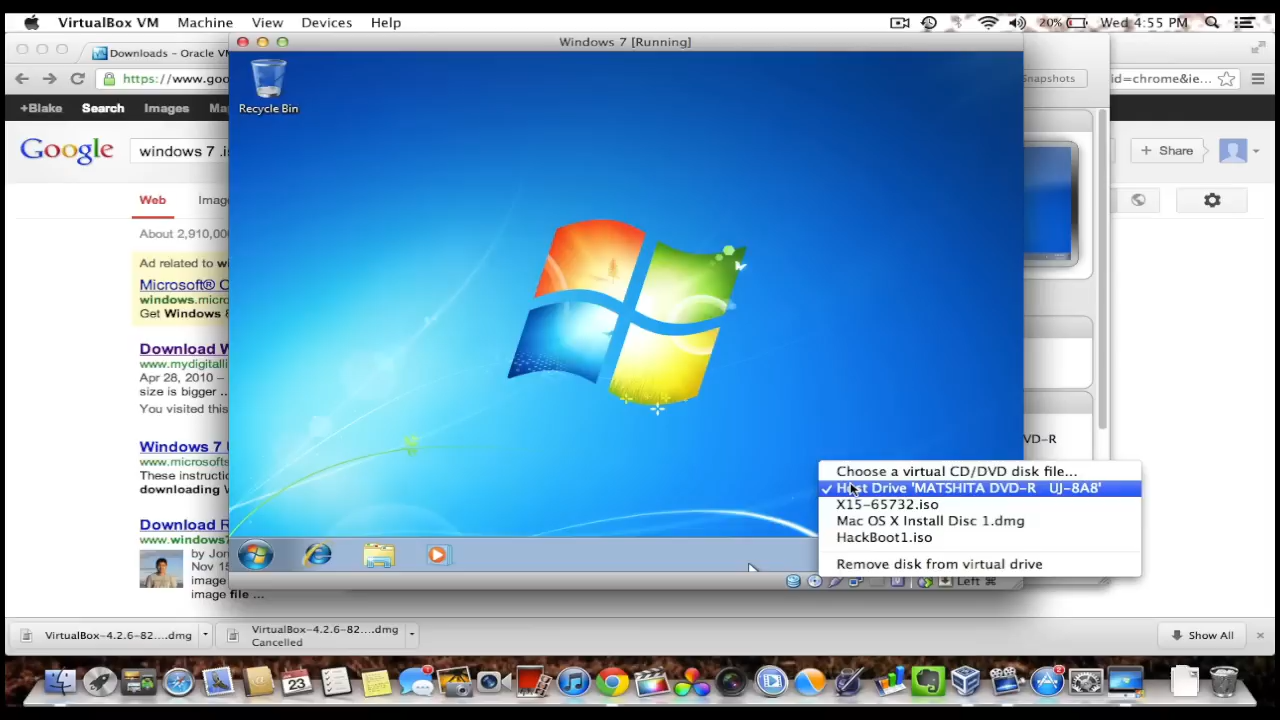 VirtualBox VM Machine View Devices Help 20% Wed 4:55 PM
Downloads – Oracle VM
Windows 7 [Running]
https://www.goo
id=chrome&ie...
Snapshots
+Blake Search Images
Recycle Bin
Google
windows 7 .is
Share
Web
About 2,910,00
Ad related to
Microsoft®
windows.micro
Get Windows 8
Download W
www.mydigitalli
Apr 28, 2010 –
size is bigger ...
You visited this
DVD-R
Windows 7
www.microsoft
These instruction
downloading
Choose a virtual CD/DVD disk file...
✓ Host Drive 'MATSHITA DVD-R UJ-8A8'
X15-65732.iso
Mac OS X Install Disc 1.dmg
HackBoot1.iso
Remove disk from virtual drive
Download
www.windows7
by
Nov 15
image
image file ...
Left ⌘
VirtualBox-4.2.6-82....dmg
VirtualBox-4.2.6-82....dmg
Cancelled
Show All
23